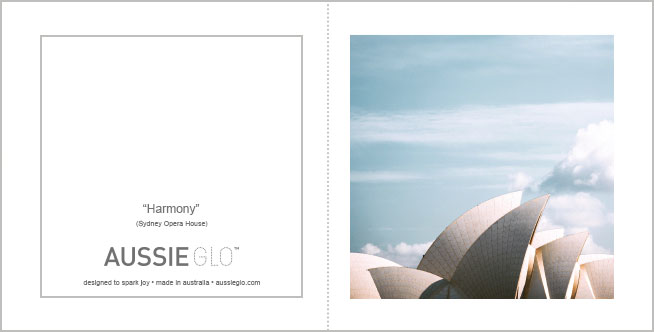 “Harmony”
(Sydney Opera House)
AUSSIE GLO™
designed to spark joy • made in australia • aussieglo.com